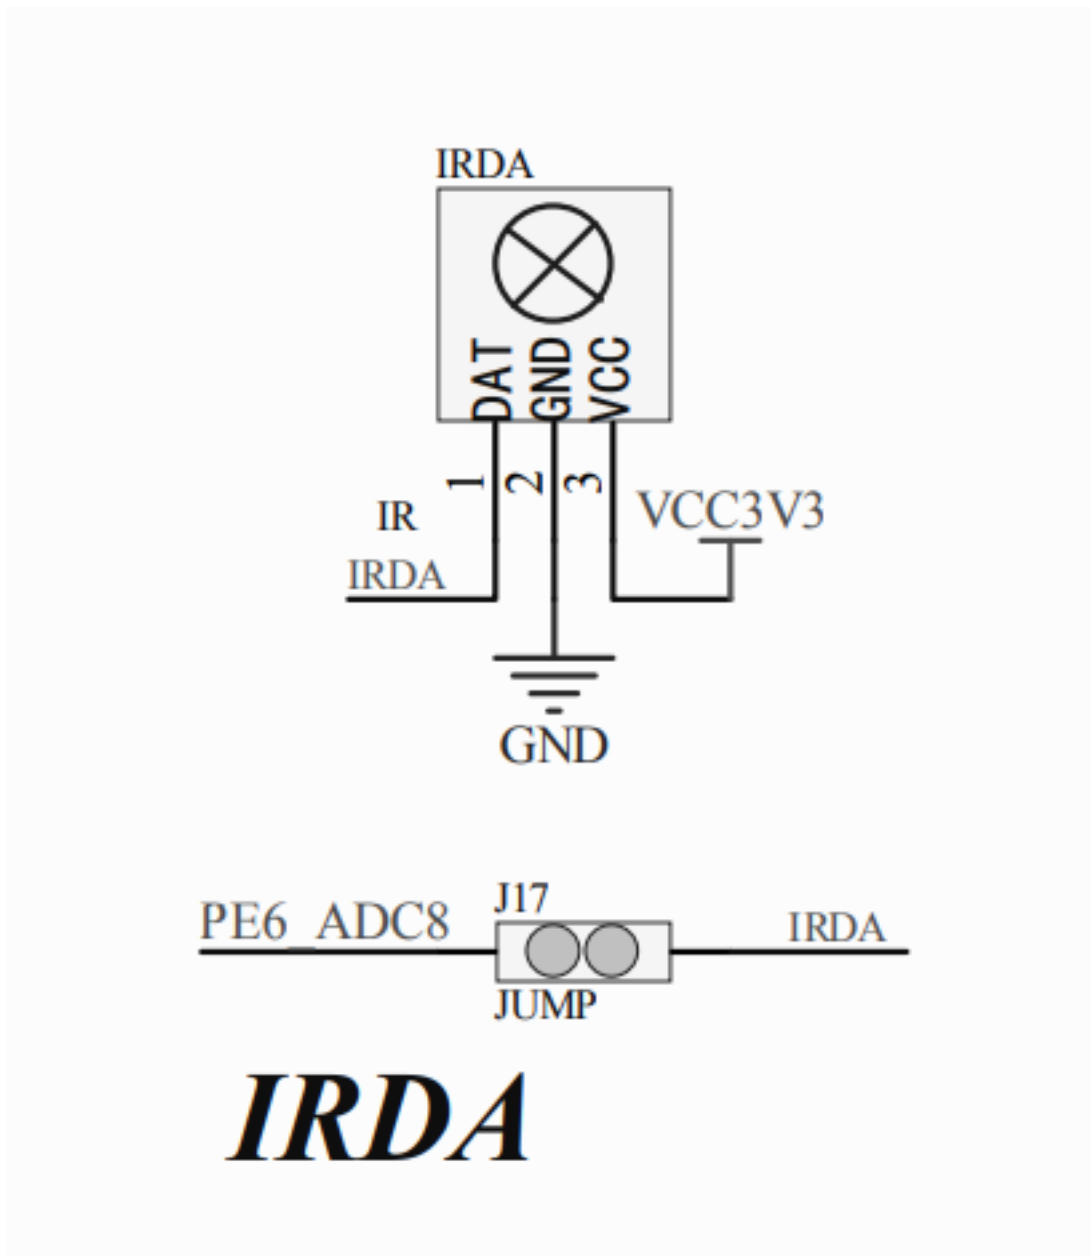 IRDA
DAT GND VCC
1 2 3
IR
VCC3V3
IRDA
GND
J17
PE6_ADC8
IRDA
JUMP
IRDA